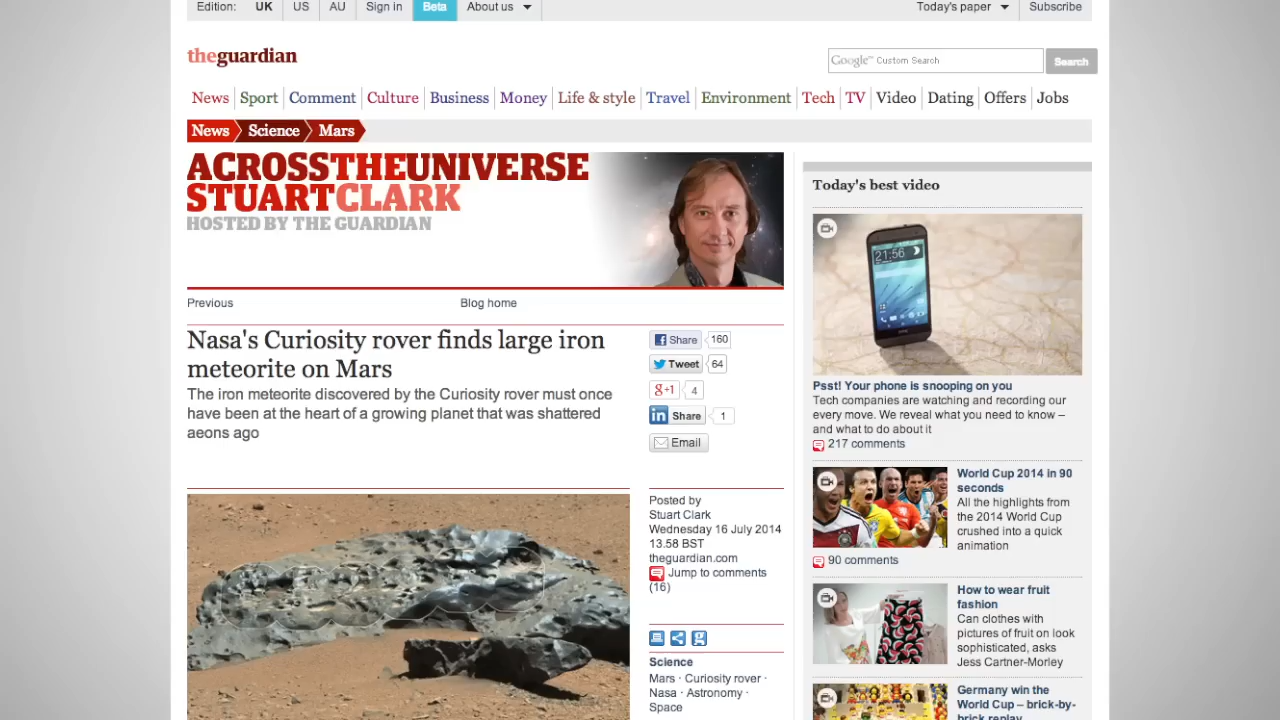 Edition: UK US AU Sign in Beta About us Today's paper Subscribe
theguardian
Google™ Custom Search Search
News Sport Comment Culture Business Money Life & style Travel Environment Tech TV Video Dating Offers Jobs
News Science Mars
ACROSSTHEUNIVERSE
STUARTCLARK
HOSTED BY THE GUARDIAN
Previous Blog home
Nasa's Curiosity rover finds large iron
meteorite on Mars
The iron meteorite discovered by the Curiosity rover must once
have been at the heart of a growing planet that was shattered
aeons ago
Share 160
Tweet 64
g+1 4
in Share 1
Email
Posted by
Stuart Clark
Wednesday 16 July 2014
13.58 BST
theguardian.com
Jump to comments
(16)
Science
Mars · Curiosity rover ·
Nasa · Astronomy ·
Space
Today's best video
21:56
Psst! Your phone is snooping on you
Tech companies are watching and recording our
every move. We reveal what you need to know –
and what to do about it
217 comments
World Cup 2014 in 90
seconds
All the highlights from
the 2014 World Cup
crushed into a quick
animation
90 comments
How to wear fruit
fashion
Can clothes with
pictures of fruit on look
sophisticated, asks
Jess Cartner-Morley
Germany win the
World Cup – brick-by-
brick replay